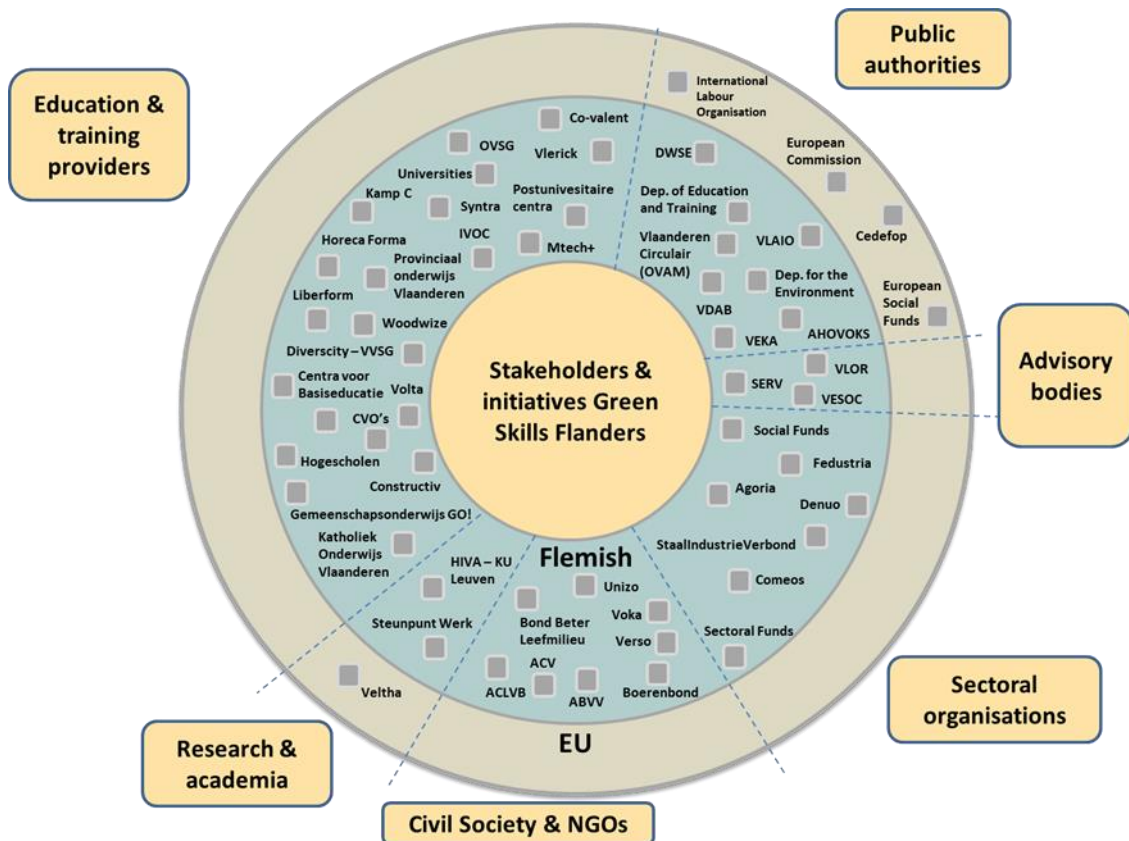 Public
authorities
Education &
training
providers
International
Labour
Organisation
European
Commission
Cedefop
European
Social
Funds
Co-valent
OVSG
Vlerick
DWSE
Universities
Kamp C
Syntra
Postunivesitaire
centra
Dep. of Education
and Training
IVOC
Mtech+
Vlaanderen
Circulair
(OVAM)
VLAIO
Horeca Forma
Provinciaal
onderwijs
Vlaanderen
Dep. for the
Environment
Liberform
VDAB
Woodwize
VEKA
AHOVOKS
Diverscity – VVSG
Advisory
bodies
Stakeholders &
initiatives Green
Skills Flanders
VLOR
SERV
VESOC
Centra voor
Basiseducatie
Volta
CVO's
Social Funds
Hogescholen
Fedustria
Constructiv
Agoria
Denuo
Gemeenschapsonderwijs GO!
Katholiek
Onderwijs
Vlaanderen
StaalIndustrieVerbond
HIVA – KU
Leuven
Flemish
Comeos
Unizo
Steunpunt Werk
Bond Beter
Leefmilieu
Voka
Verso
Sectoral Funds
ACV
ACLVB
ABVV
Boerenbond
Veltha
EU
Sectoral
organisations
Research &
academia
Civil Society & NGOs